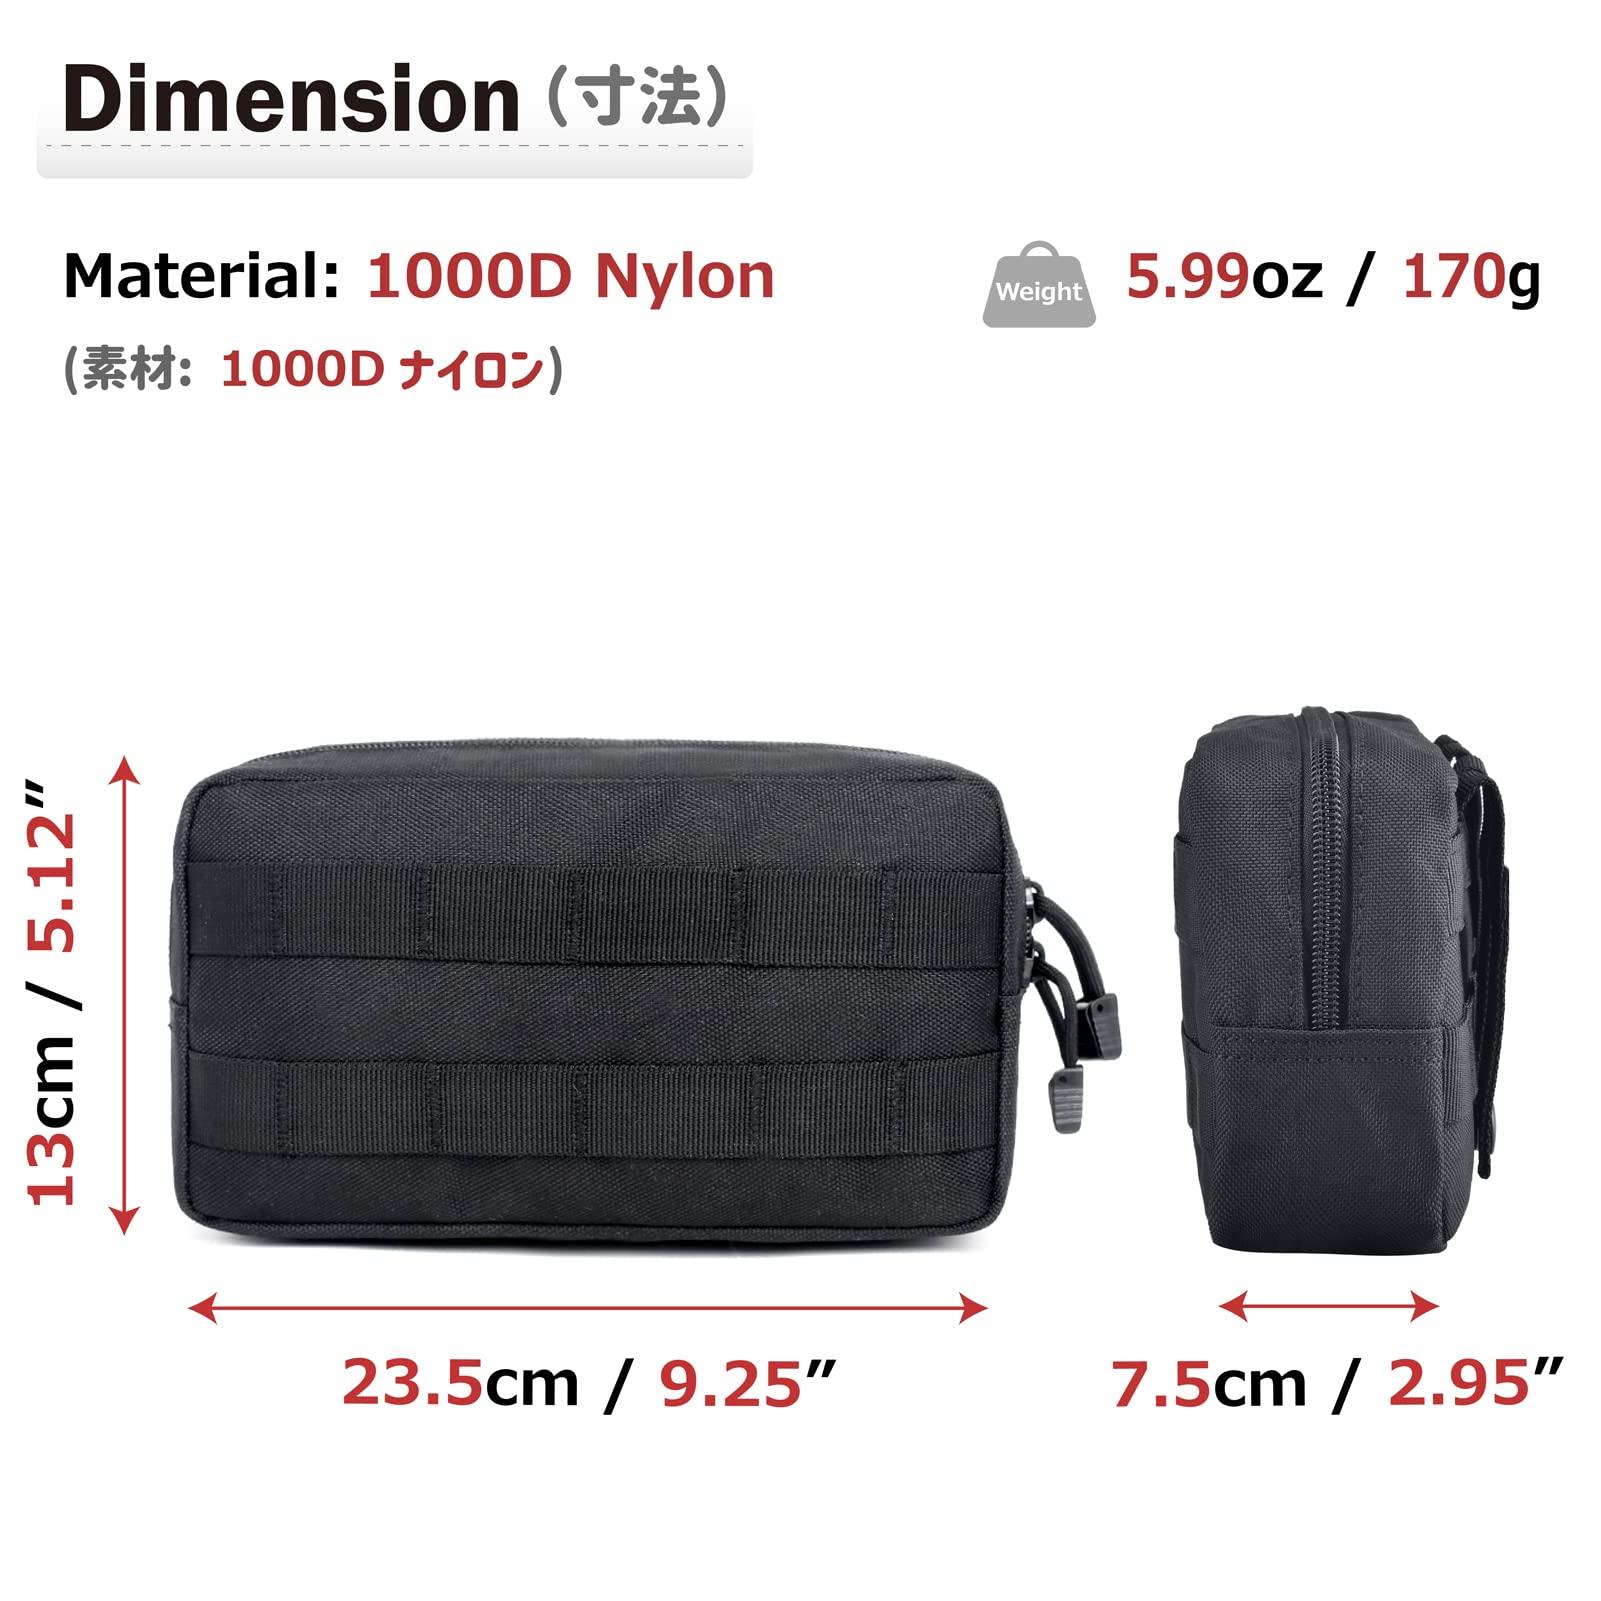 Dimension (寸法)
Material: 1000D Nylon
(素材: 1000D ナイロン)
Weight
5.99oz / 170g
13cm / 5.12″
23.5cm / 9.25″
7.5cm / 2.95″